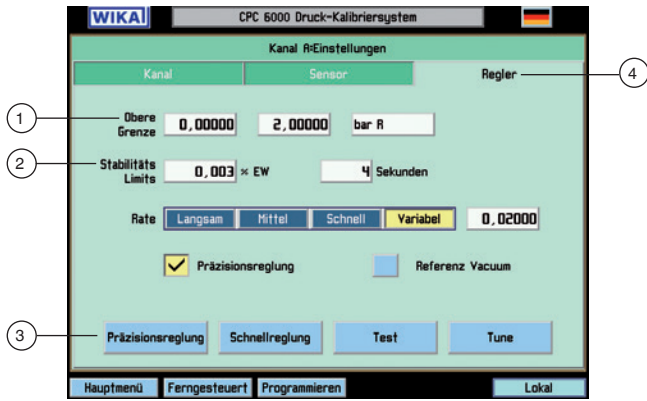 WIKA CPC 6000 Druck-Kalibriersystem
Kanal A:Einstellungen
Kanal Sensor Regler 4
1 Obere Grenze 0,00000 2,00000 bar R
2 Stabilitäts Limits 0,003 % EW 4 Sekunden
Rate Langsam Mittel Schnell Variabel 0,02000
Präzisionsreglung Referenz Vacuum
3 Präzisionsreglung Schnellreglung Test Tune
Hauptmenü Ferngesteuert Programmieren Lokal